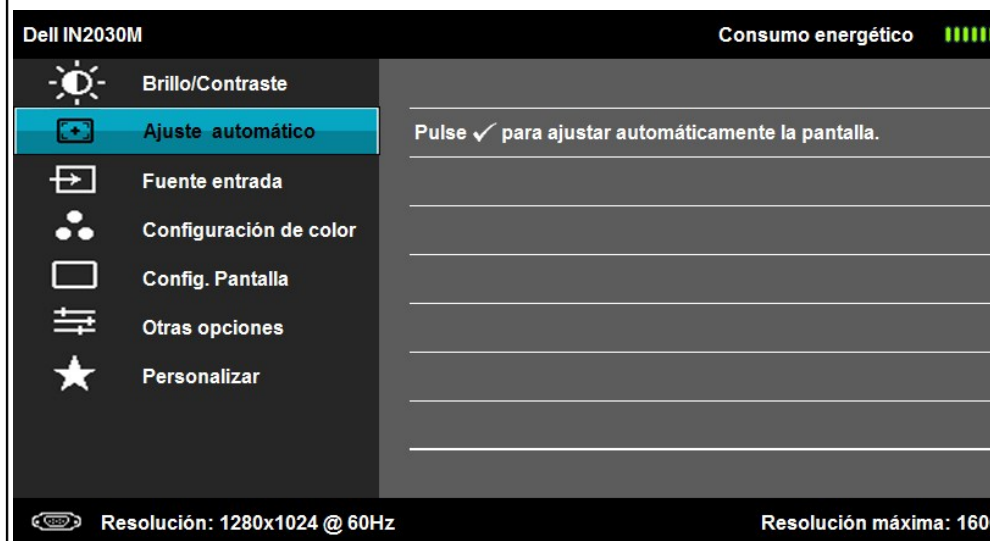 Dell IN2030M Consumo energético
Brillo/Contraste
Ajuste automático Pulse ✓ para ajustar automáticamente la pantalla.
Fuente entrada
Configuración de color
Config. Pantalla
Otras opciones
Personalizar
Resolución: 1280x1024 @ 60Hz Resolución máxima: 160